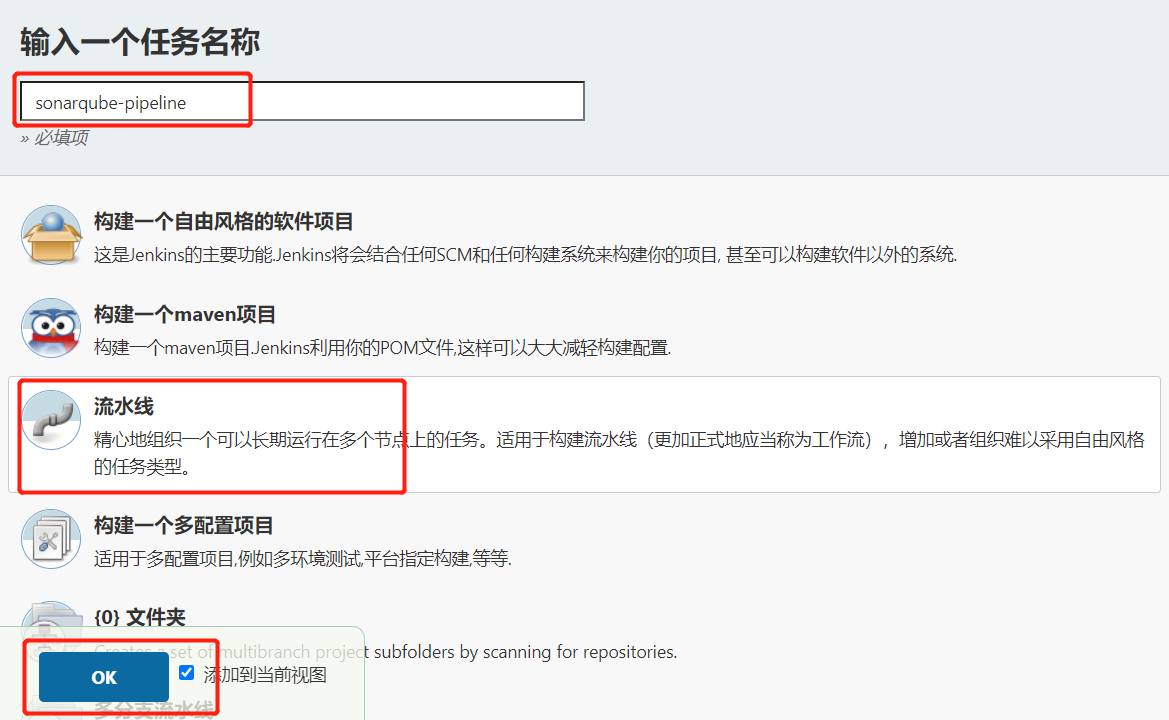 输入一个任务名称
sonarqube-pipeline
» 必填项
构建一个自由风格的软件项目
这是Jenkins的主要功能.Jenkins将会结合任何SCM和任何构建系统来构建你的项目, 甚至可以构建软件以外的系统.
构建一个maven项目
构建一个maven项目.Jenkins利用你的POM文件,这样可以大大减轻构建配置.
流水线
精心地组织一个可以长期运行在多个节点上的任务。适用于构建流水线（更加正式地应当称为工作流），增加或者组织难以采用自由风格
的任务类型。
构建一个多配置项目
适用于多配置项目,例如多环境测试,平台指定构建,等等.
{0} 文件夹
Creates a set of multibranch project subfolders by scanning for repositories.
OK
添加到当前视图
多分支流水线